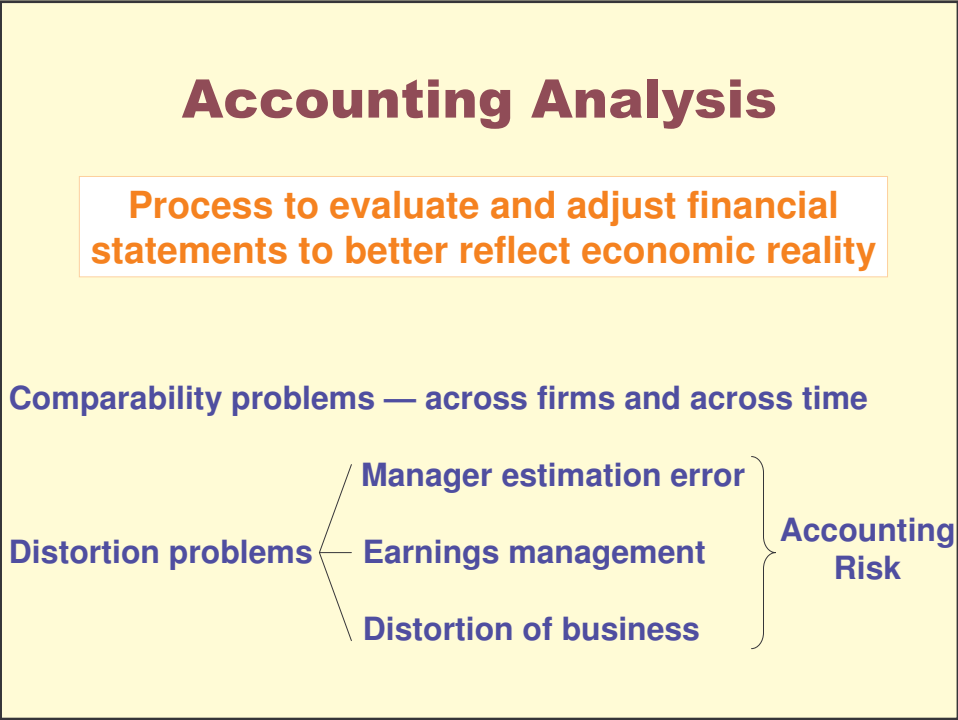 Accounting Analysis
Process to evaluate and adjust financial
statements to better reflect economic reality
Comparability problems — across firms and across time
Manager estimation error
Distortion problems
Earnings management
Distortion of business
Accounting
Risk